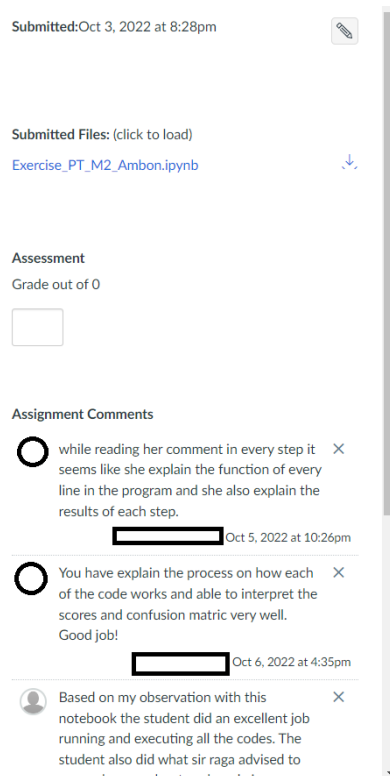 Submitted:Oct 3, 2022 at 8:28pm
Submitted Files: (click to load)
Exercise_PT_M2_Ambon.ipynb
Assessment
Grade out of 0
Assignment Comments
while reading her comment in every step it
seems like she explain the function of every
line in the program and she also explain the
results of each step.
Oct 5, 2022 at 10:26pm
You have explain the process on how each
of the code works and able to interpret the
scores and confusion matric very well.
Good job!
Oct 6, 2022 at 4:35pm
Based on my observation with this
notebook the student did an excellent job
running and executing all the codes. The
student also did what sir raga advised to